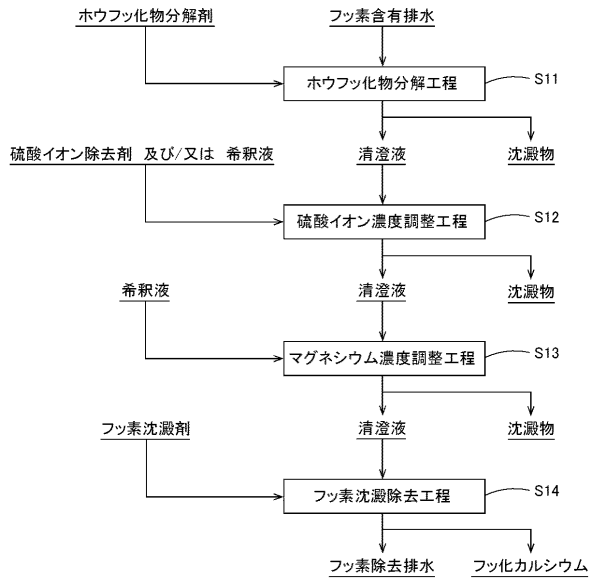 ホウフッ化物分解剤
フッ素含有排水
ホウフッ化物分解工程
S11
清澄液
沈澱物
硫酸イオン除去剤 及び/又は 希釈液
硫酸イオン濃度調整工程
S12
清澄液
沈澱物
希釈液
マグネシウム濃度調整工程
S13
清澄液
沈澱物
フッ素沈澱剤
フッ素沈澱除去工程
S14
フッ素除去排水
フッ化カルシウム